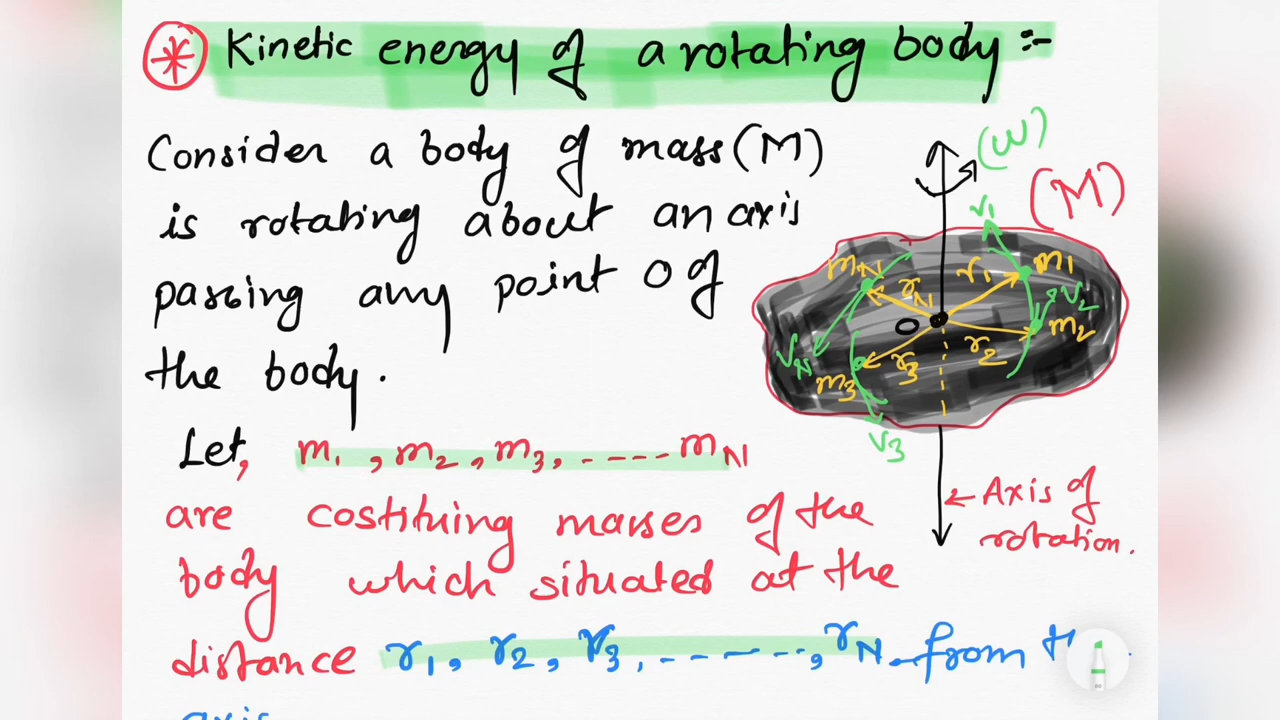 * Kinetic energy of a rotating body :-
Consider a body of mass (M)
is rotating about an axis
passing any point O of
the body.
Let, m1, m2, m3, ..... mN
are costituing masses of the
body which situated at the
distance r1, r2, r3, ......., rN from
axis
(W)
(M)
v1
mN
rN
r1
m1
v2
O
m2
r2
vN
m3
r3
v3
Axis of
rotation.